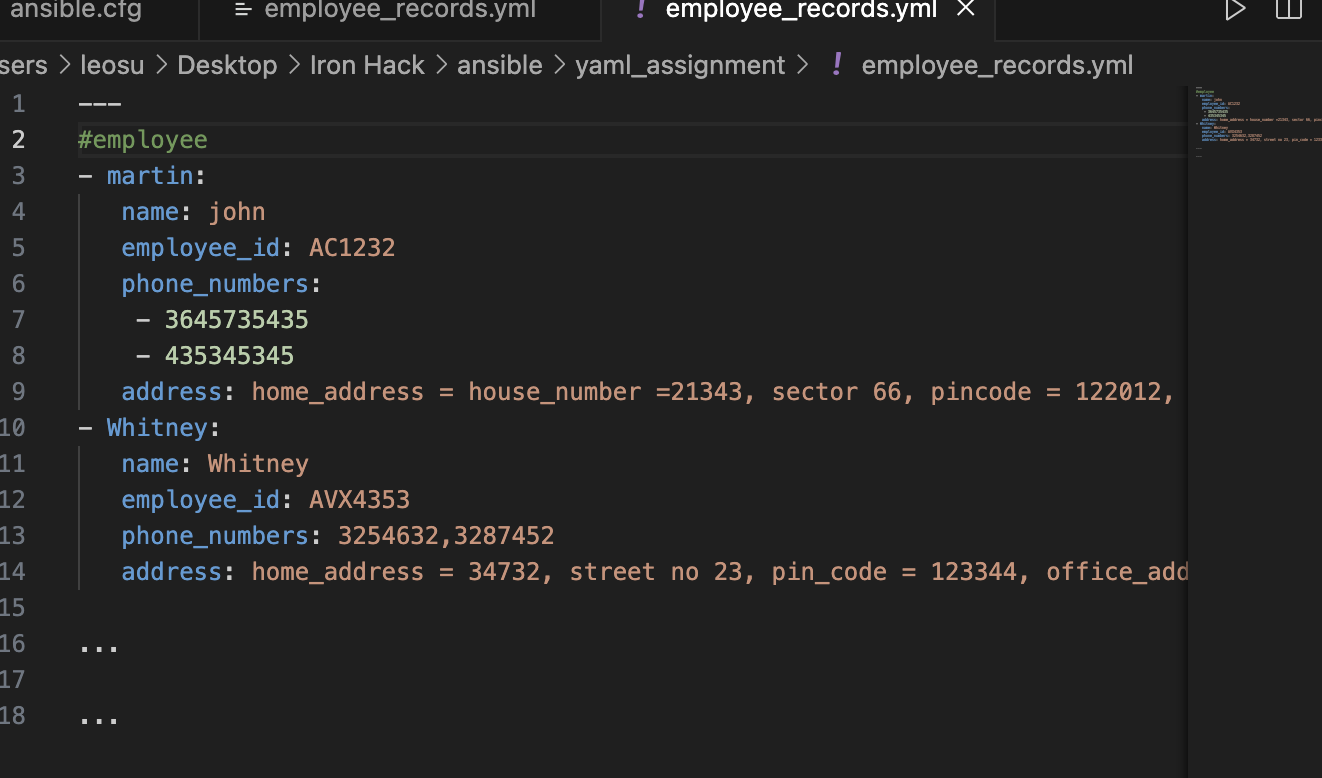 ansible.cfg employee_records.yml ! employee_records.yml ×
sers > leosu > Desktop > Iron Hack > ansible > yaml_assignment > ! employee_records.yml
1 ---
2 #employee
3 - martin:
4 name: john
5 employee_id: AC1232
6 phone_numbers:
7 - 3645735435
8 - 435345345
9 address: home_address = house_number =21343, sector 66, pincode = 122012,
10 - Whitney:
11 name: Whitney
12 employee_id: AVX4353
13 phone_numbers: 3254632,3287452
14 address: home_address = 34732, street no 23, pin_code = 123344, office_add
15
16 ...
17
18 ...